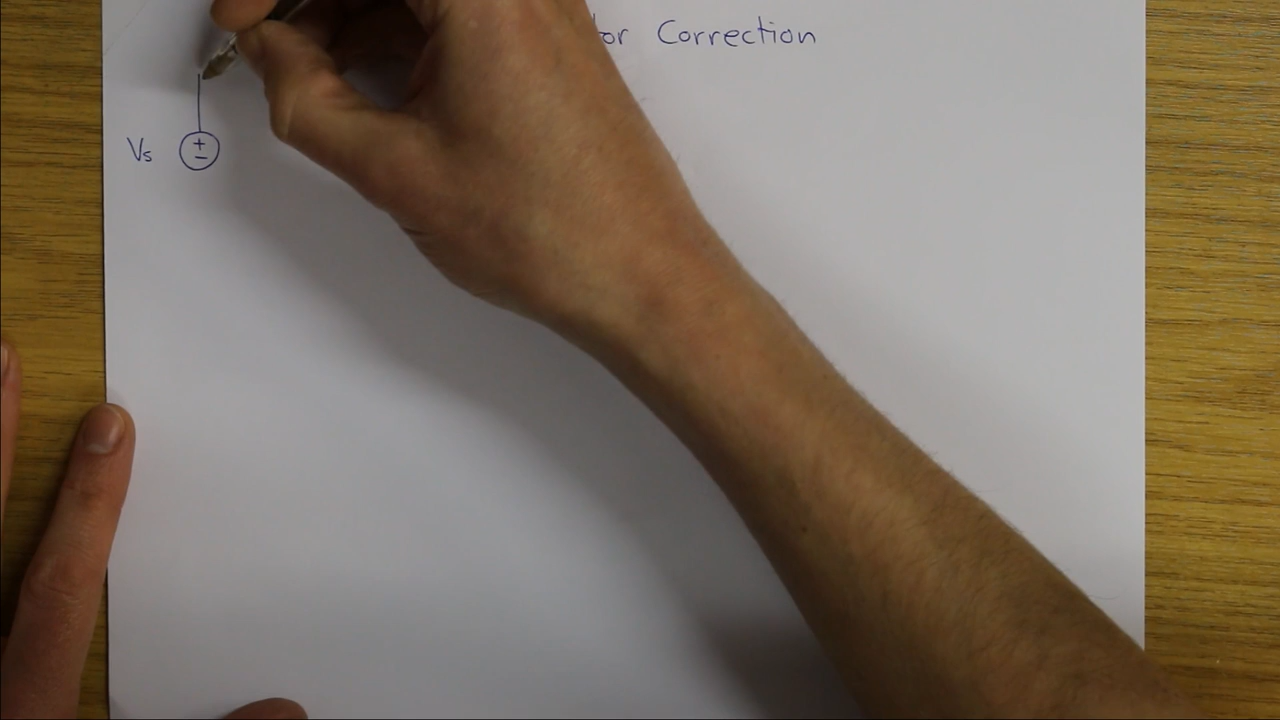 or Correction
Vs
+
−